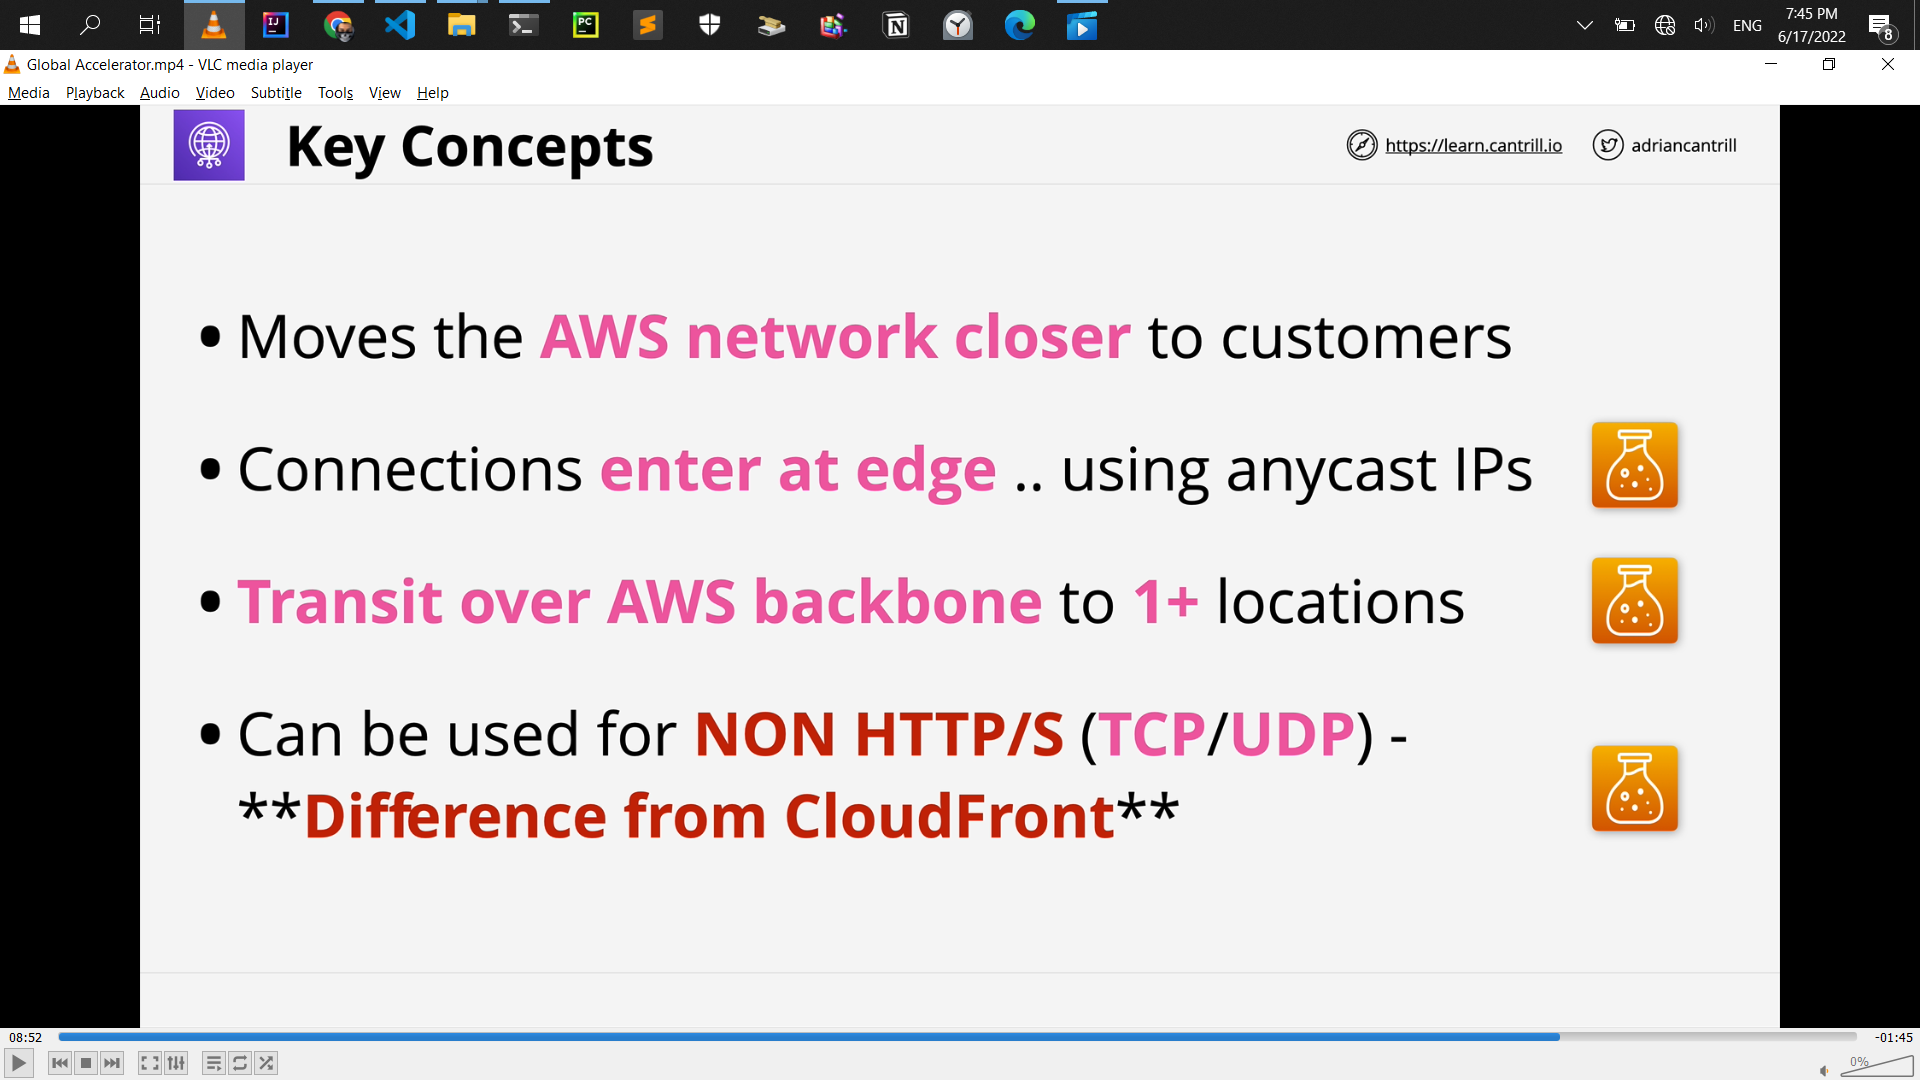 ENG
7:45 PM
6/17/2022
8
Global Accelerator.mp4 - VLC media player
Media Playback Audio Video Subtitle Tools View Help
Key Concepts
https://learn.cantrill.io
adriancantrill
• Moves the AWS network closer to customers
• Connections enter at edge .. using anycast IPs
• Transit over AWS backbone to 1+ locations
• Can be used for NON HTTP/S (TCP/UDP) -
**Difference from CloudFront**
08:52
-01:45
0%